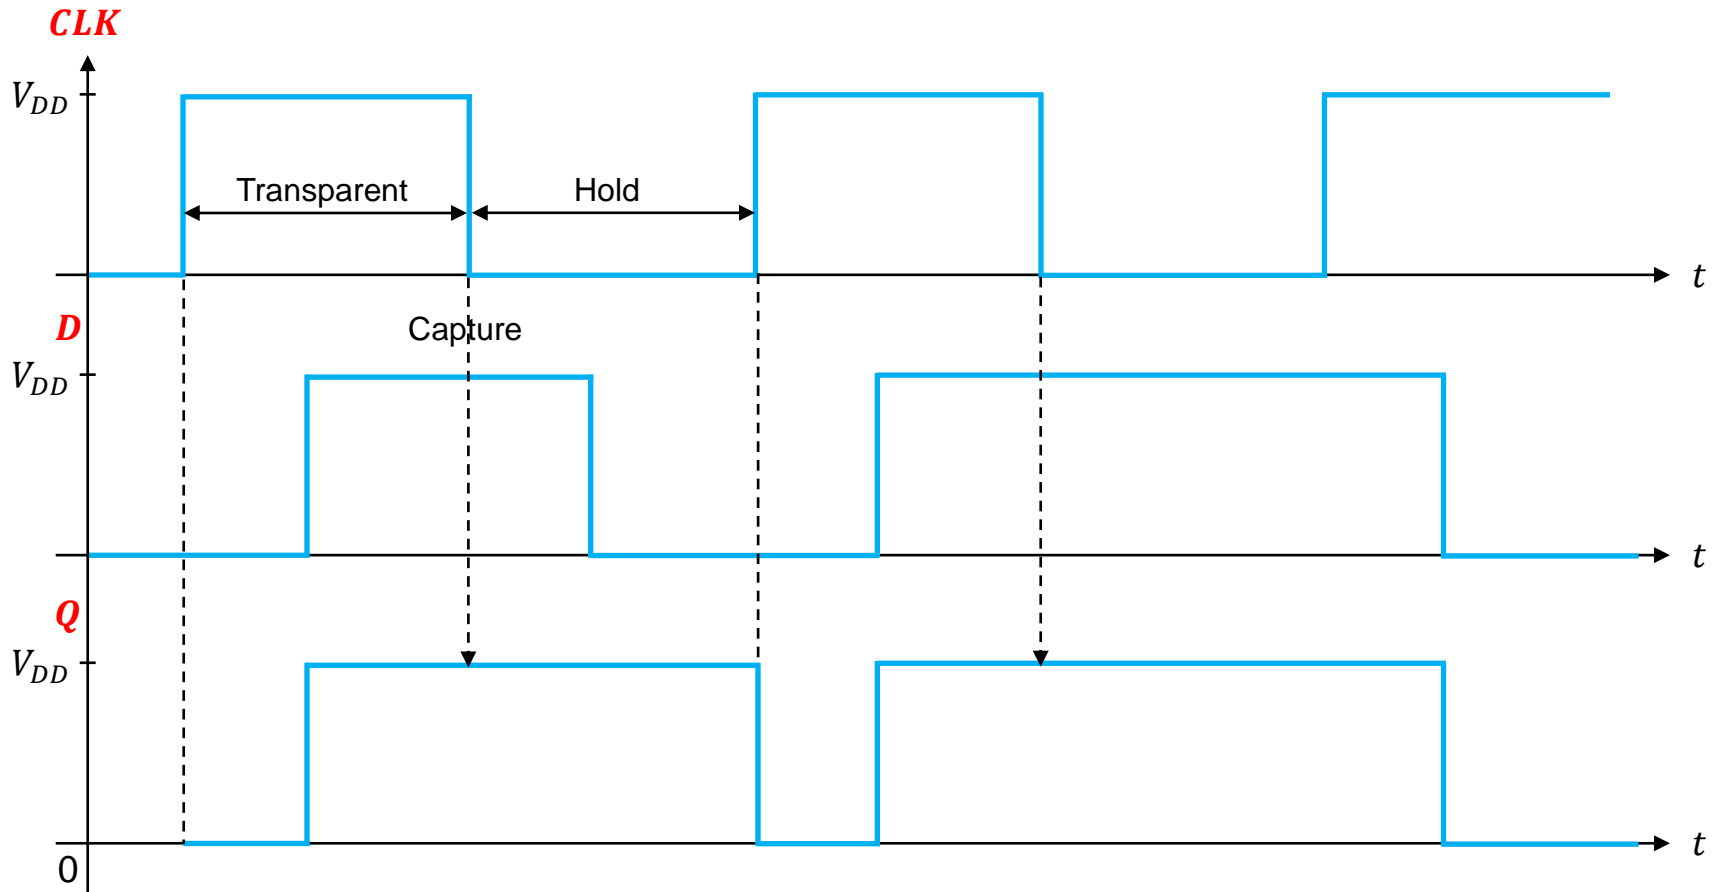 CLK
V_DD
Transparent
Hold
t
D
Capture
V_DD
t
Q
V_DD
t
0